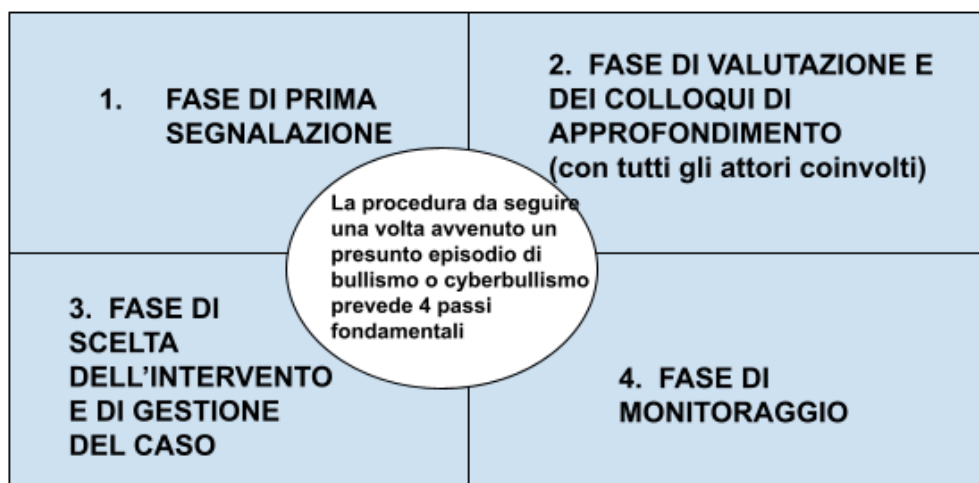 1. FASE DI PRIMA
SEGNALAZIONE
2. FASE DI VALUTAZIONE E
DEI COLLOQUI DI
APPROFONDIMENTO
(con tutti gli attori coinvolti)
La procedura da seguire
una volta avvenuto un
presunto episodio di
bullismo o cyberbullismo
prevede 4 passi
fondamentali
3. FASE DI
SCELTA
DELL’INTERVENTO
E DI GESTIONE
DEL CASO
4. FASE DI
MONITORAGGIO